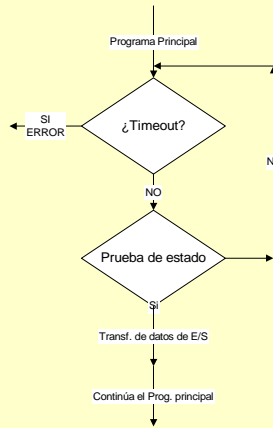 Programa Principal
¿Timeout?
SI
ERROR
NO
Prueba de estado
Si
Transf. de datos de E/S
Continúa el Prog. principal